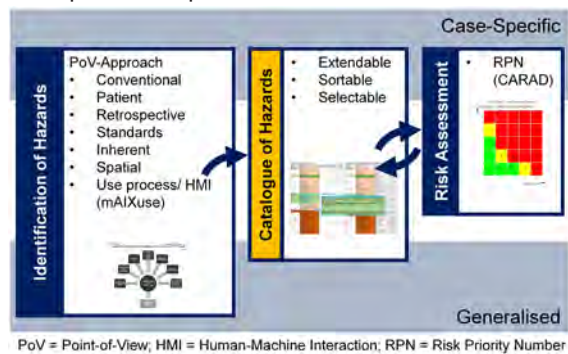 Case-Specific
Identification of Hazards
PoV-Approach
• Conventional
• Patient
• Retrospective
• Standards
• Inherent
• Spatial
• Use process/ HMI
(mAIXuse)
Catalogue of Hazards
• Extendable
• Sortable
• Selectable
Risk Assessment
• RPN
(CARAD)
Generalised
PoV = Point-of-View; HMI = Human-Machine Interaction; RPN = Risk Priority Number